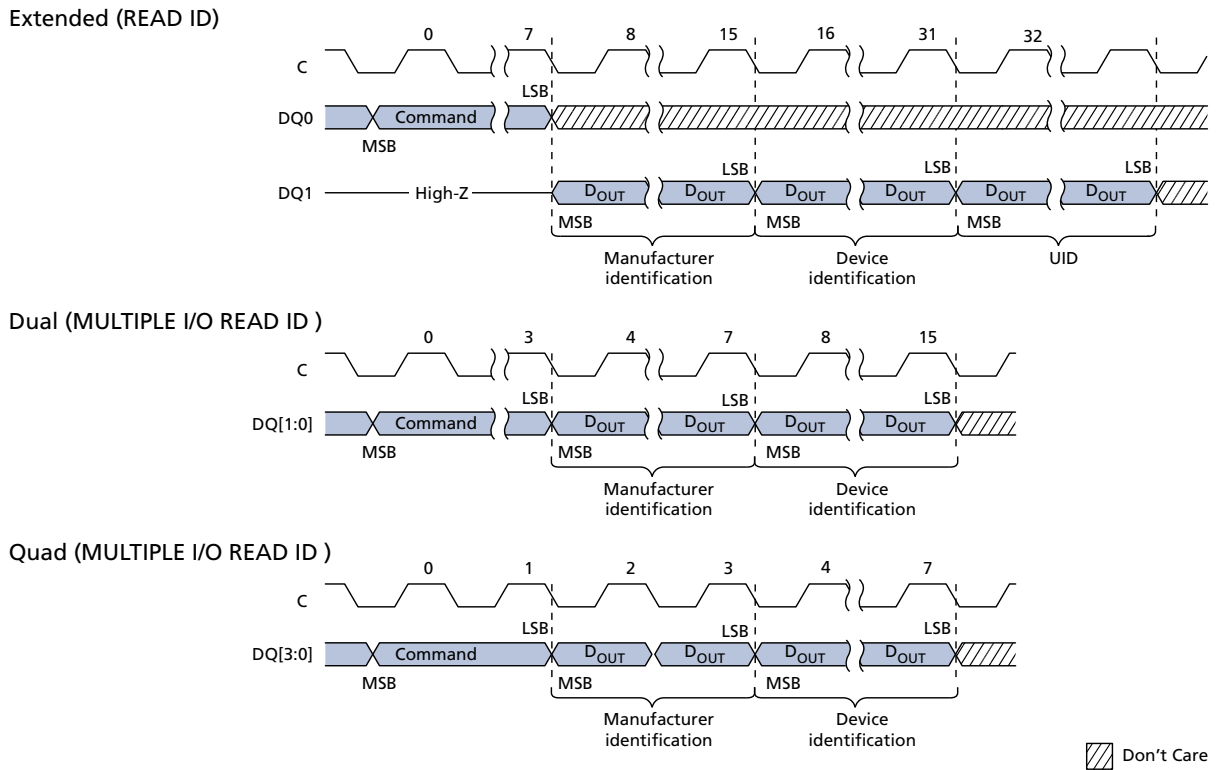 Extended (READ ID)
0 7 8 15 16 31 32
C
LSB
DQ0 Command
MSB
LSB LSB LSB
DQ1 High-Z DOUT DOUT DOUT DOUT DOUT DOUT
MSB MSB MSB
Manufacturer identification
Device identification
UID
Dual (MULTIPLE I/O READ ID )
0 3 4 7 8 15
C
LSB LSB LSB
DQ[1:0] Command DOUT DOUT DOUT DOUT
MSB MSB MSB
Manufacturer identification
Device identification
Quad (MULTIPLE I/O READ ID )
0 1 2 3 4 7
C
LSB LSB LSB
DQ[3:0] Command DOUT DOUT DOUT DOUT
MSB MSB MSB
Manufacturer identification
Device identification
Don't Care